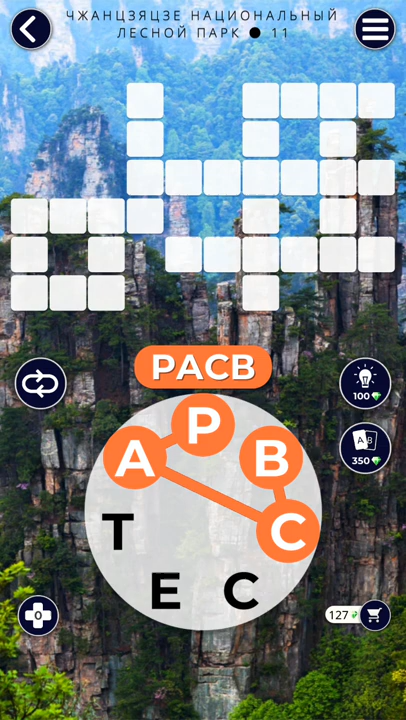 ЧЖАНЦЗЯЦЗЕ НАЦИОНАЛЬНЫЙ
ЛЕСНОЙ ПАРК ● 11
РАСВ
100
A B
350
Р
А
В
Т
С
Е
С
0
127